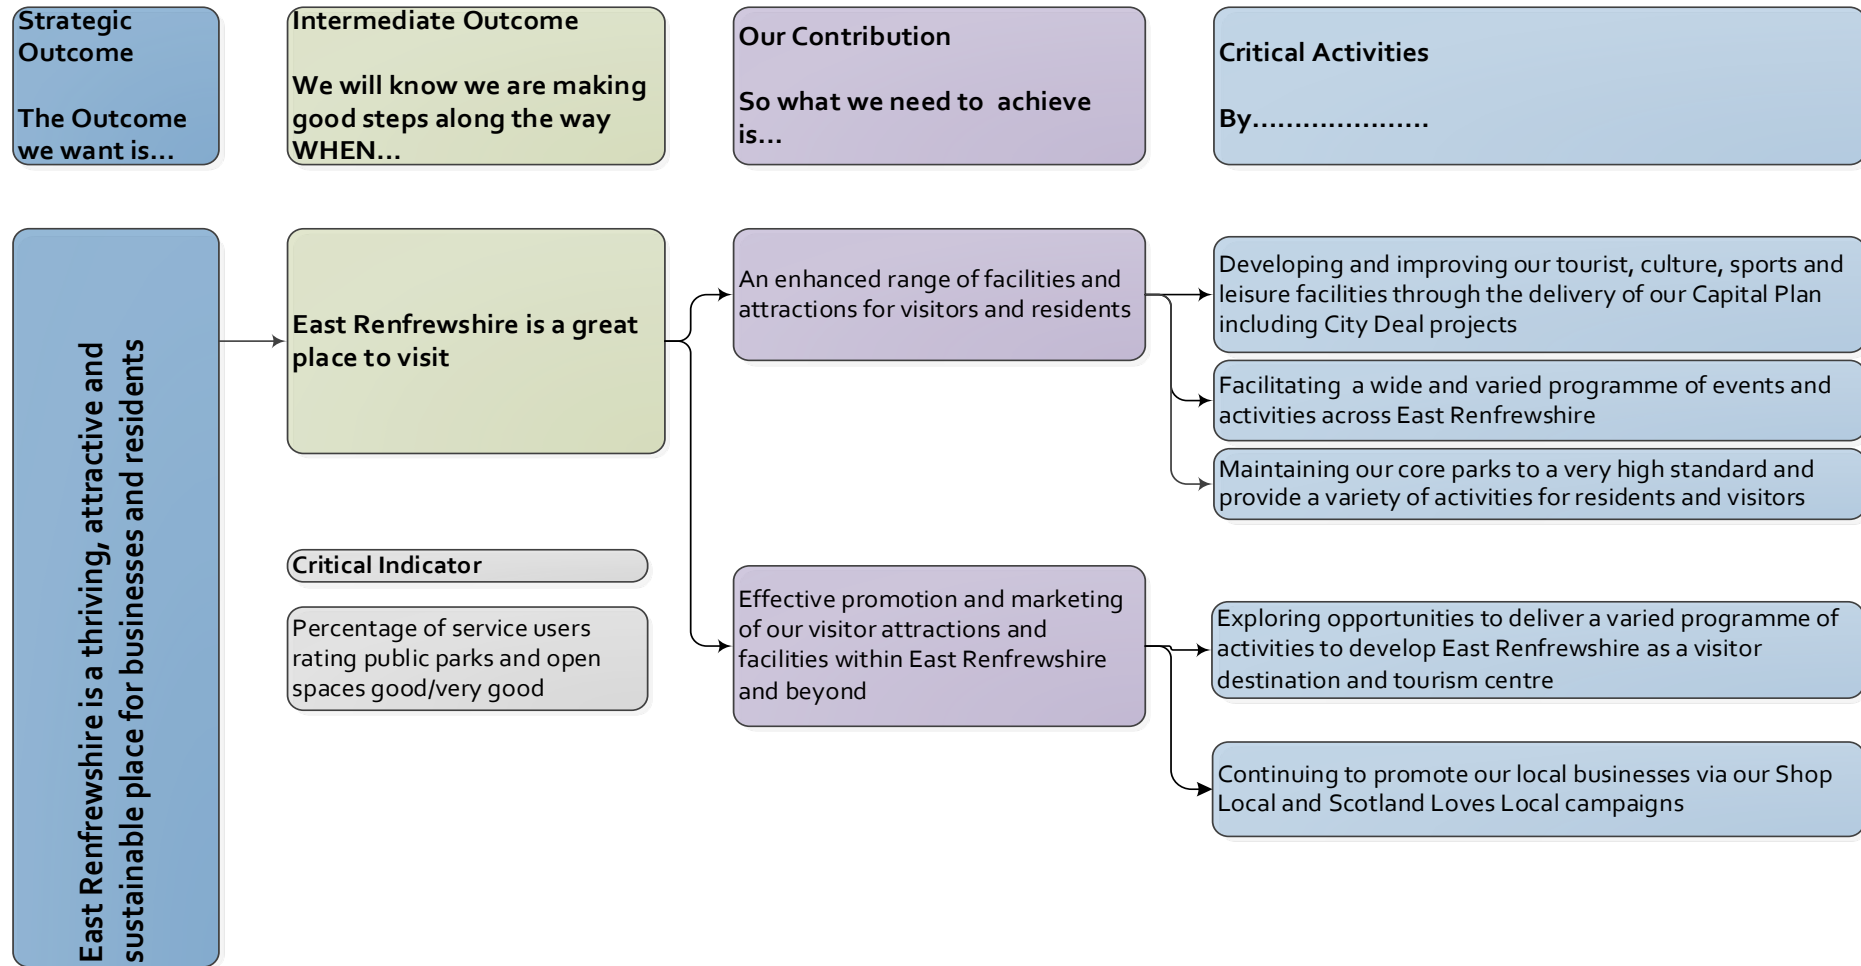 Strategic
Outcome
The Outcome
we want is...
Intermediate Outcome
We will know we are making
good steps along the way
WHEN...
Our Contribution
So what we need to  achieve
is...
Critical Activities
By.....................
East Renfrewshire is a thriving, attractive and
sustainable place for businesses and residents
East Renfrewshire is a great
place to visit
Critical Indicator
Percentage of service users
rating public parks and open
spaces good/very good
An enhanced range of facilities and
attractions for visitors and residents
Effective promotion and marketing
of our visitor attractions and
facilities within East Renfrewshire
and beyond
Developing and improving our tourist, culture, sports and
leisure facilities through the delivery of our Capital Plan
including City Deal projects
Facilitating  a wide and varied programme of events and
activities across East Renfrewshire
Maintaining our core parks to a very high standard and
provide a variety of activities for residents and visitors
Exploring opportunities to deliver a varied programme of
activities to develop East Renfrewshire as a visitor
destination and tourism centre
Continuing to promote our local businesses via our Shop
Local and Scotland Loves Local campaigns